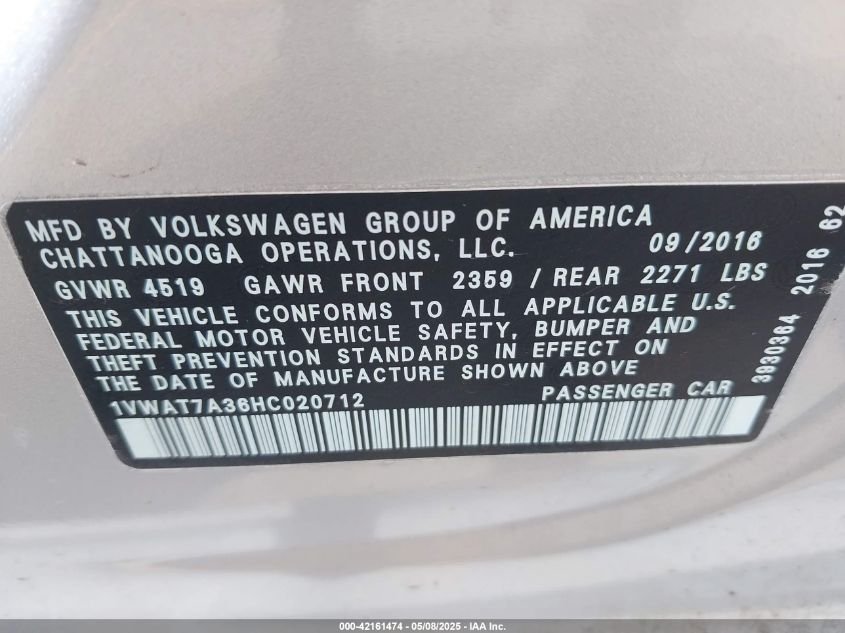 MFD BY VOLKSWAGEN GROUP OF AMERICA
CHATTANOOGA OPERATIONS, LLC. 09/2016
GVWR 4519 GAWR FRONT 2359 / REAR 2271 LBS
THIS VEHICLE CONFORMS TO ALL APPLICABLE U.S.
FEDERAL MOTOR VEHICLE SAFETY, BUMPER AND
THEFT PREVENTION STANDARDS IN EFFECT ON
THE DATE OF MANUFACTURE SHOWN ABOVE
1VWAT7A36HC020712 PASSENGER CAR
3930364 2016 62
000-42161474 - 05/08/2025 - IAA Inc.